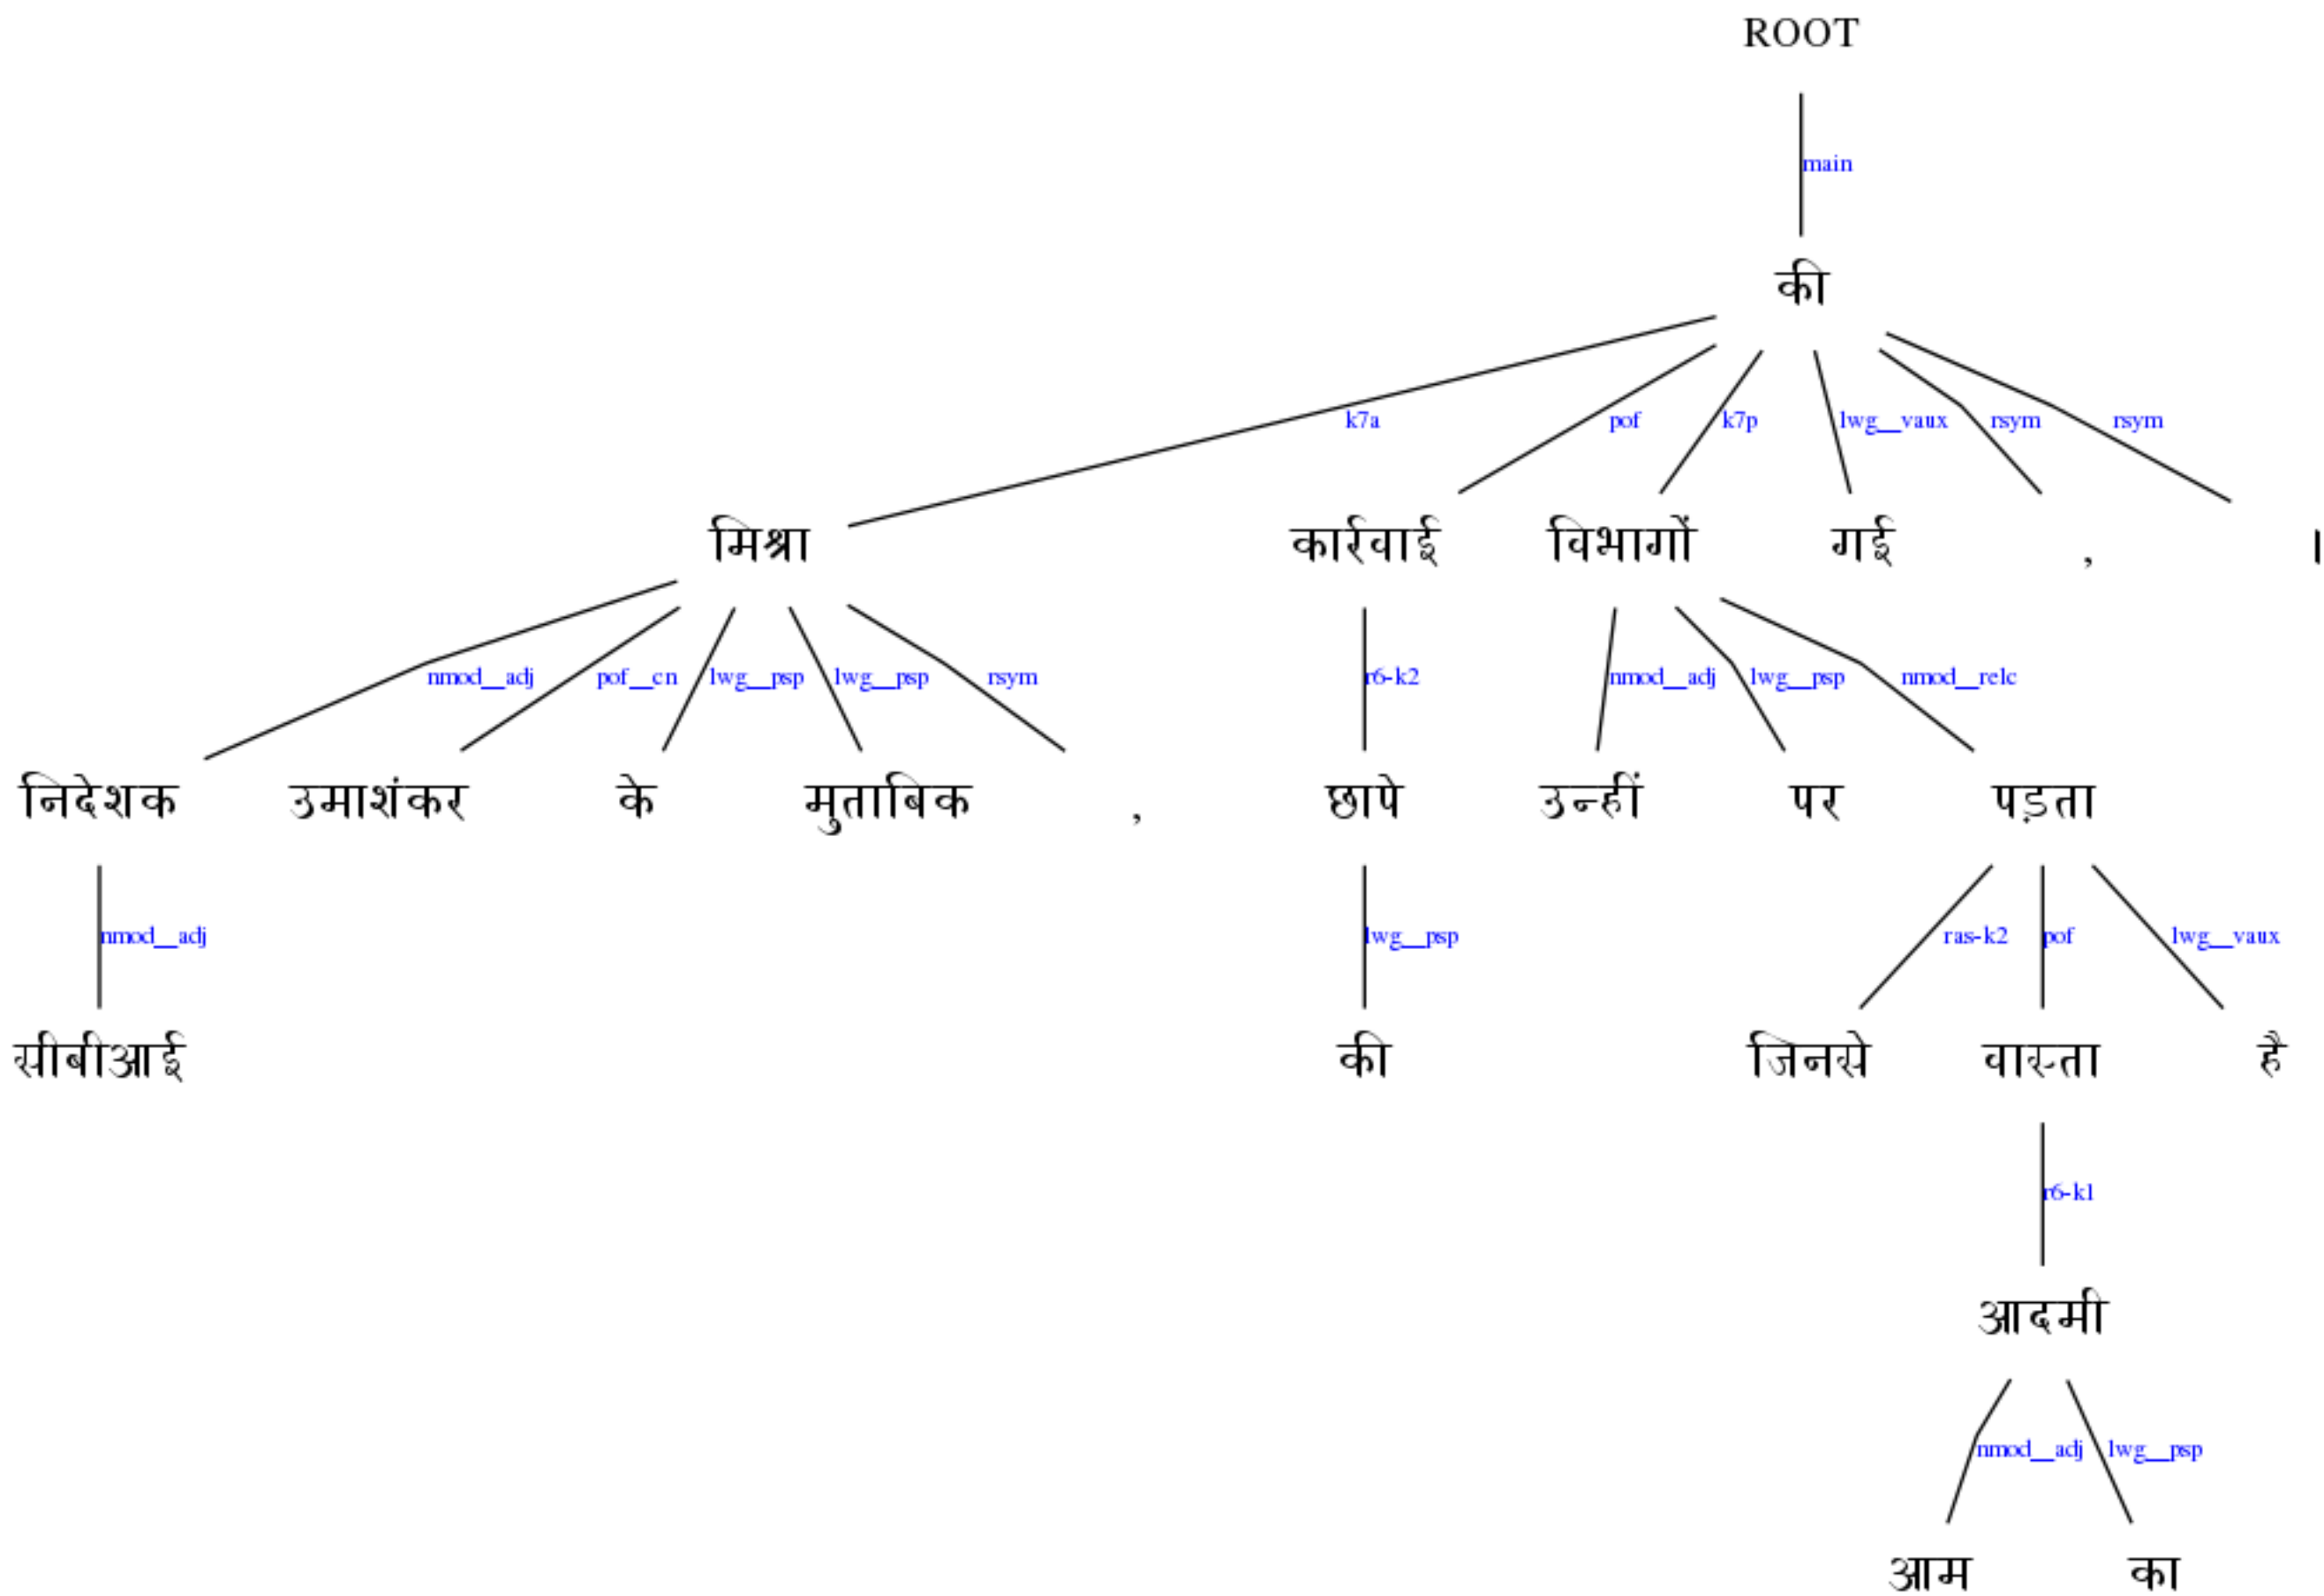 ROOT
main
की
k7a pof k7p lwg__vaux rsym rsym
मिश्रा कार्रवाई विभागों गई , ।
nmod__adj pof__cn lwg__psp lwg__psp rsym r6-k2 nmod__adj lwg__psp nmod__relc
निदेशक उमाशंकर के मुताबिक , छापे उन्हीं पर पड़ता
nmod__adj lwg__psp ras-k2 pof lwg__vaux
सीबीआई की जिनसे वास्ता है
r6-k1
आदमी
nmod__adj lwg__psp
आम का